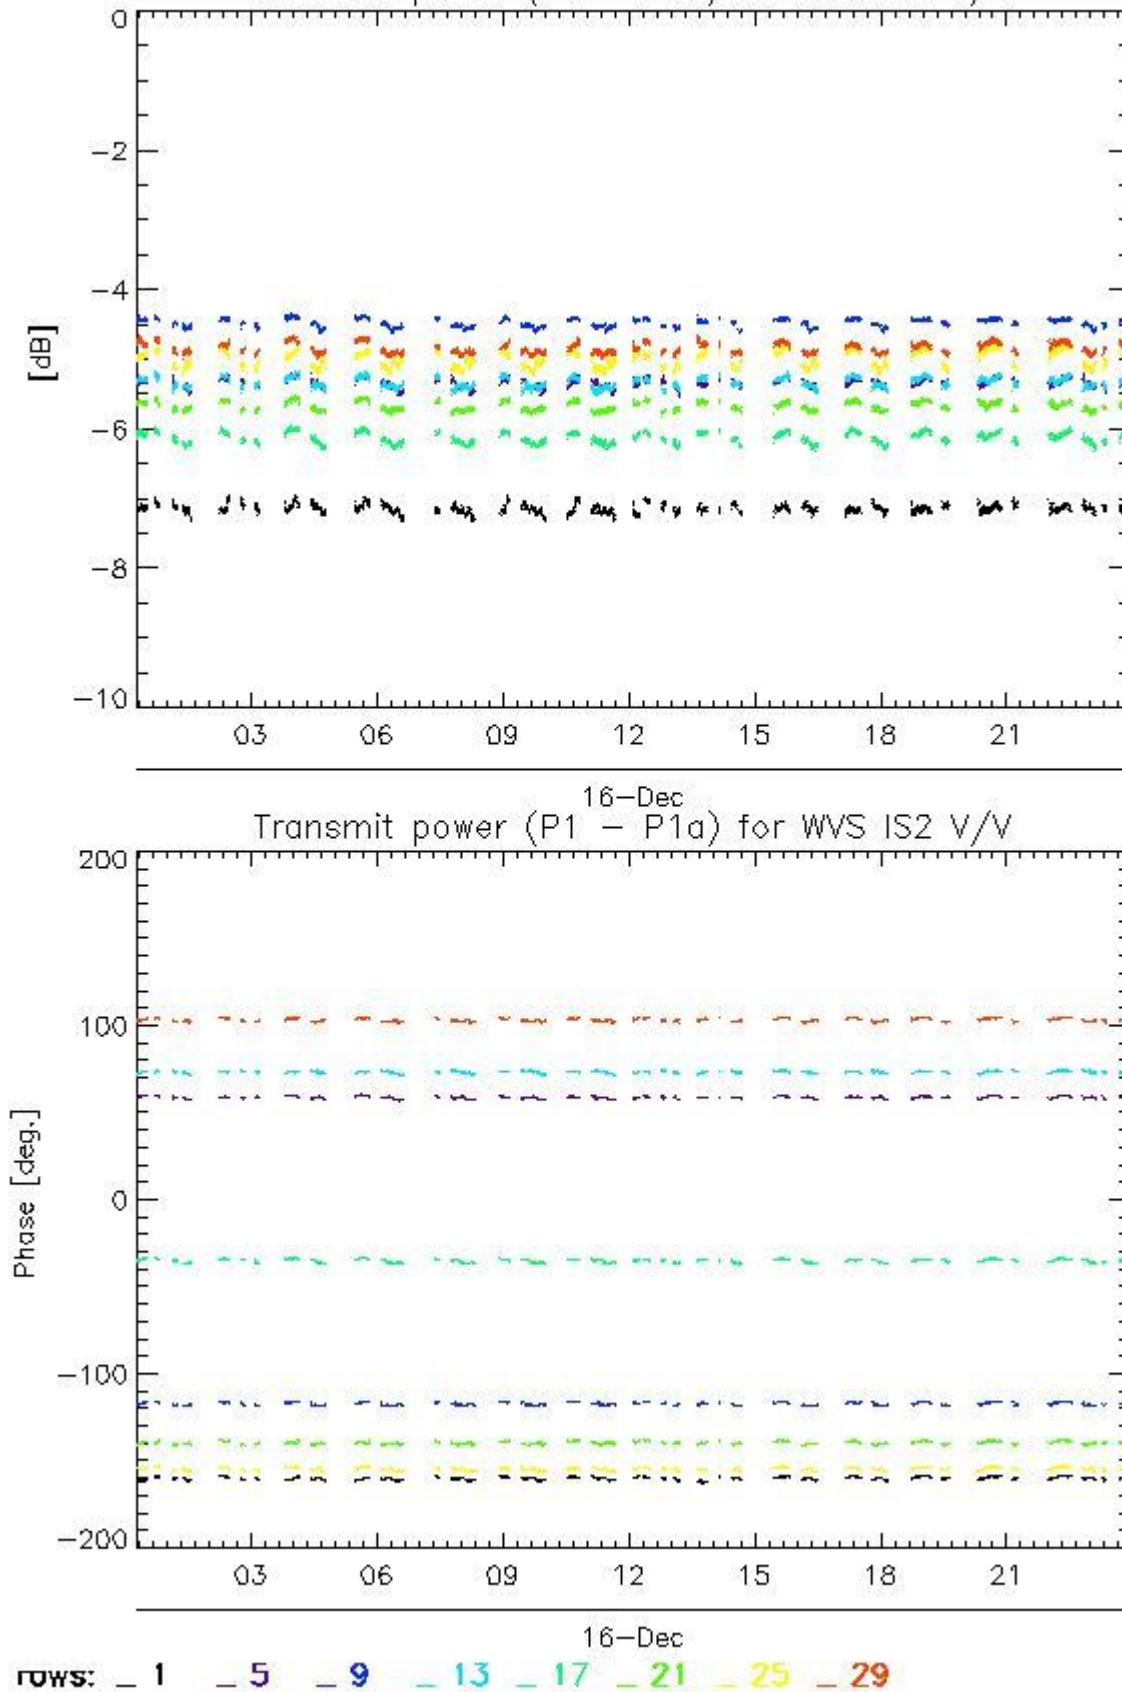 0
-2
-4
[dB]
-6
-8
-10
03 06 09 12 15 18 21
16-Dec
Transmit power (P1 - P1a) for WVS IS2 V/V
200
100
0
Phase [deg.]
-100
-200
03 06 09 12 15 18 21
16-Dec
rows: _ 1 _ 5 _ 9 _ 13 _ 17 _ 21 _ 25 _ 29